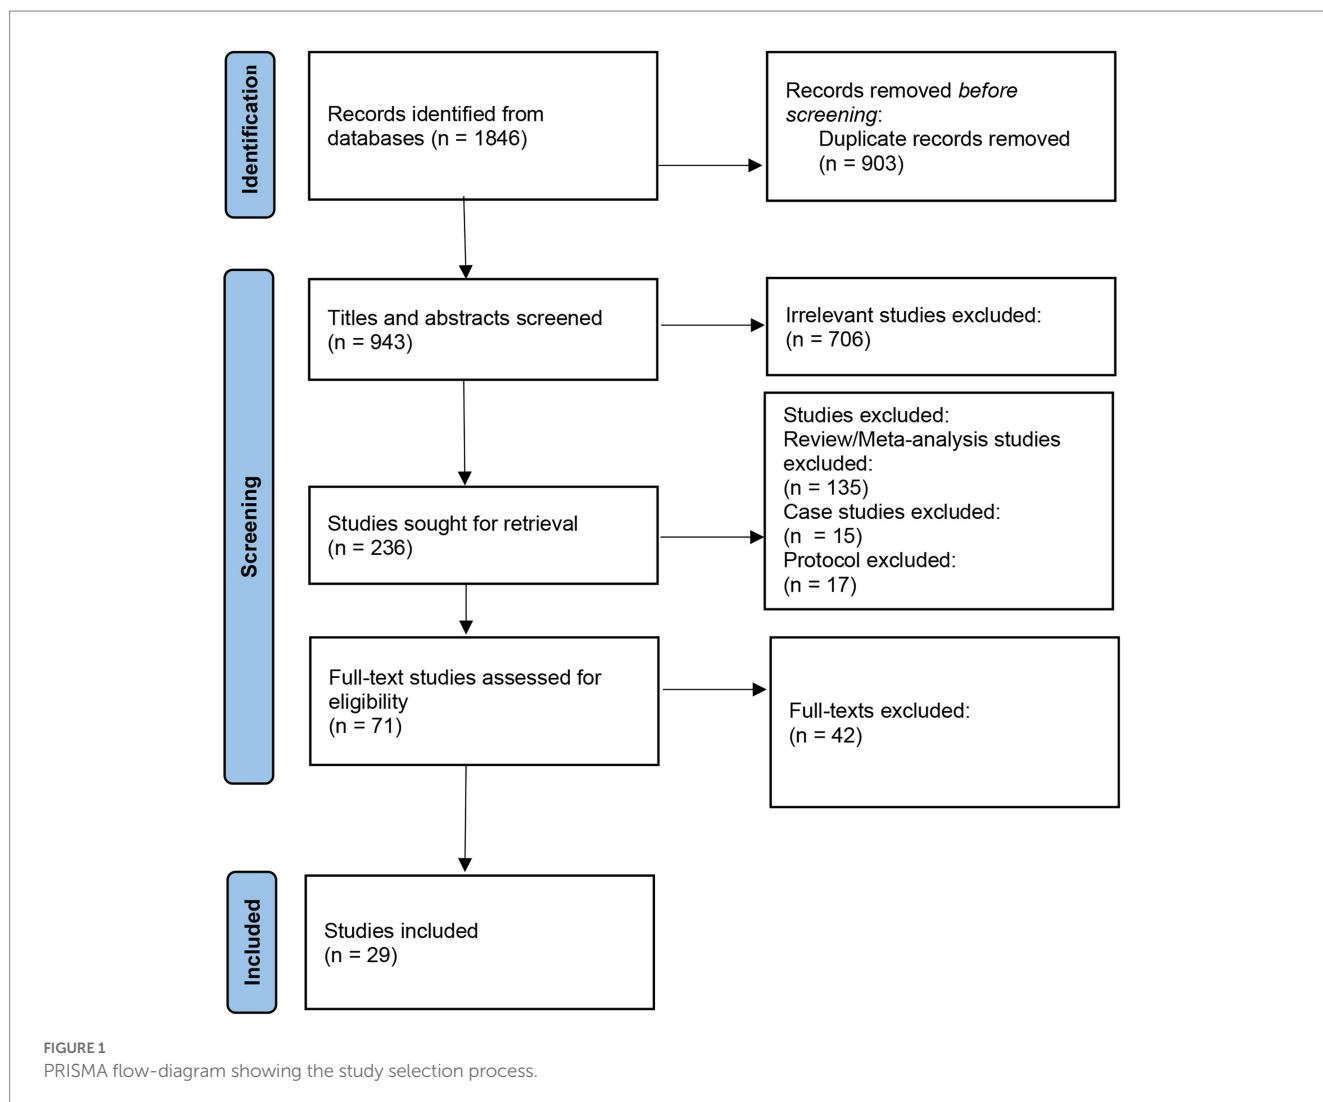 Identification
Records identified from
databases (n = 1846)
Records removed before
screening:
Duplicate records removed
(n = 903)
Screening
Titles and abstracts screened
(n = 943)
Irrelevant studies excluded:
(n = 706)
Studies sought for retrieval
(n = 236)
Studies excluded:
Review/Meta-analysis studies
excluded:
(n = 135)
Case studies excluded:
(n  = 15)
Protocol excluded:
(n = 17)
Full-text studies assessed for
eligibility
(n = 71)
Full-texts excluded:
(n = 42)
Included
Studies included
(n = 29)
FIGURE 1
PRISMA flow-diagram showing the study selection process.